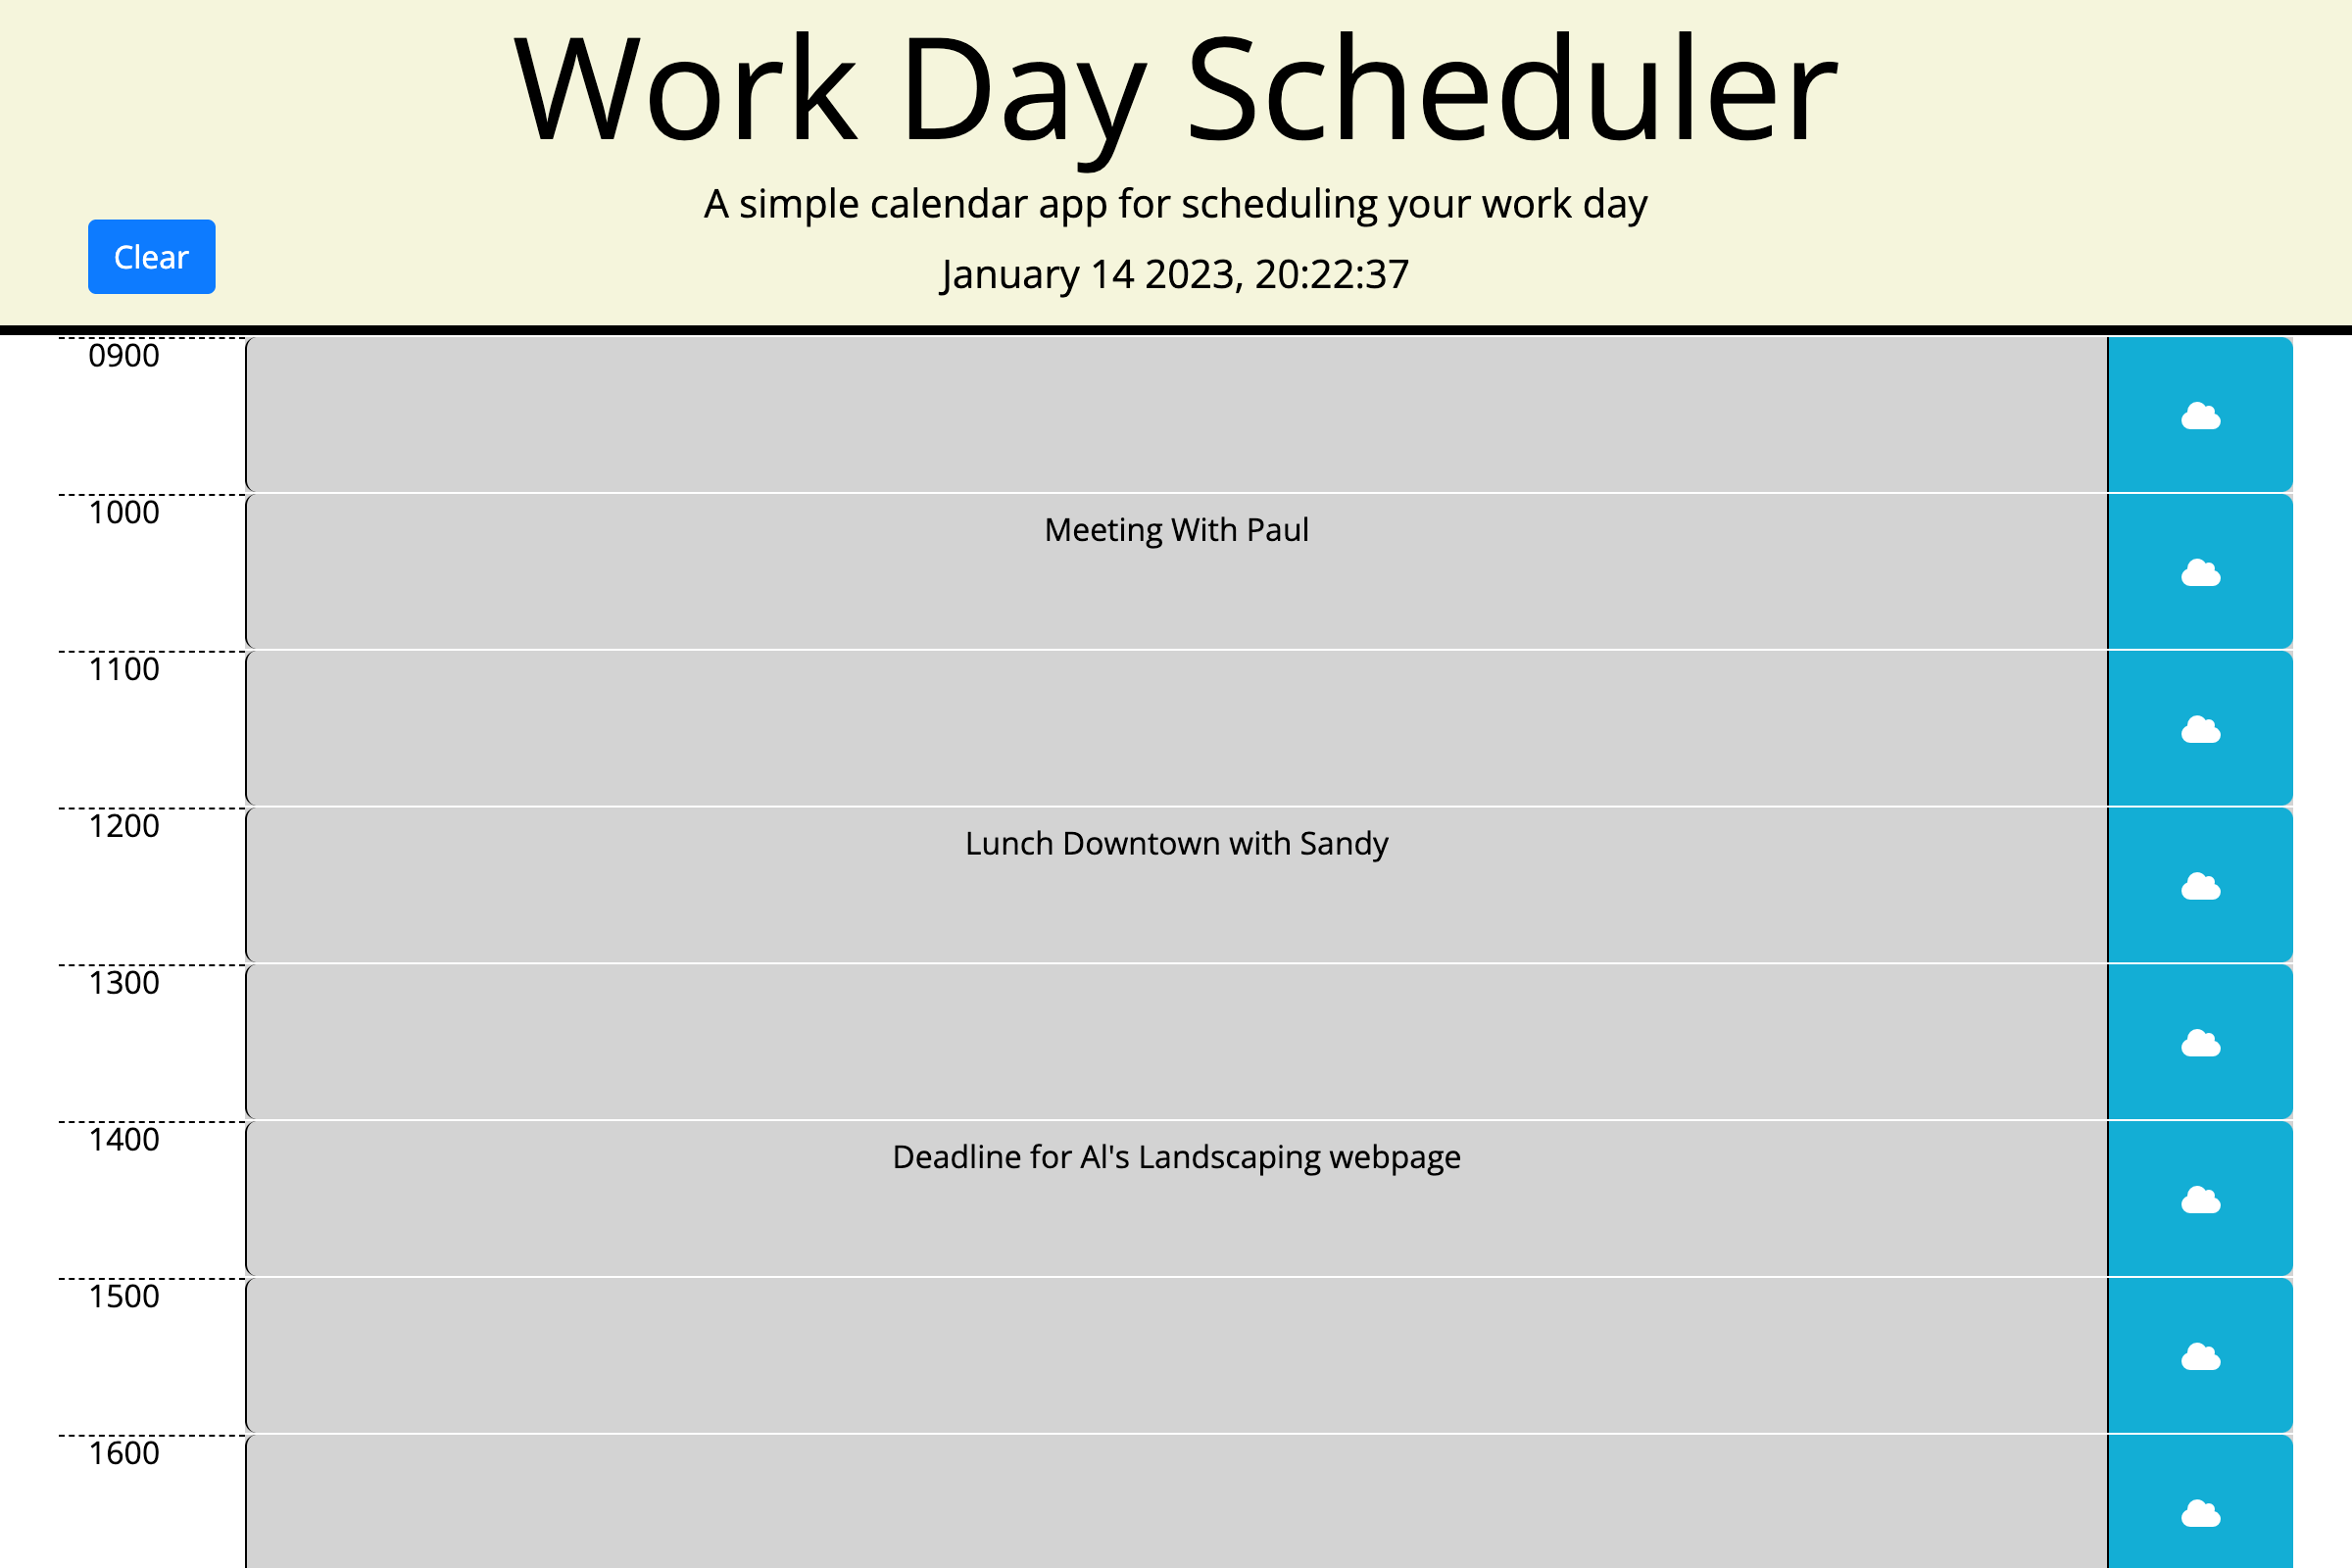 Work Day Scheduler
A simple calendar app for scheduling your work day
Clear
January 14 2023, 20:22:37
0900
1000
Meeting With Paul
1100
1200
Lunch Downtown with Sandy
1300
1400
Deadline for Al's Landscaping webpage
1500
1600